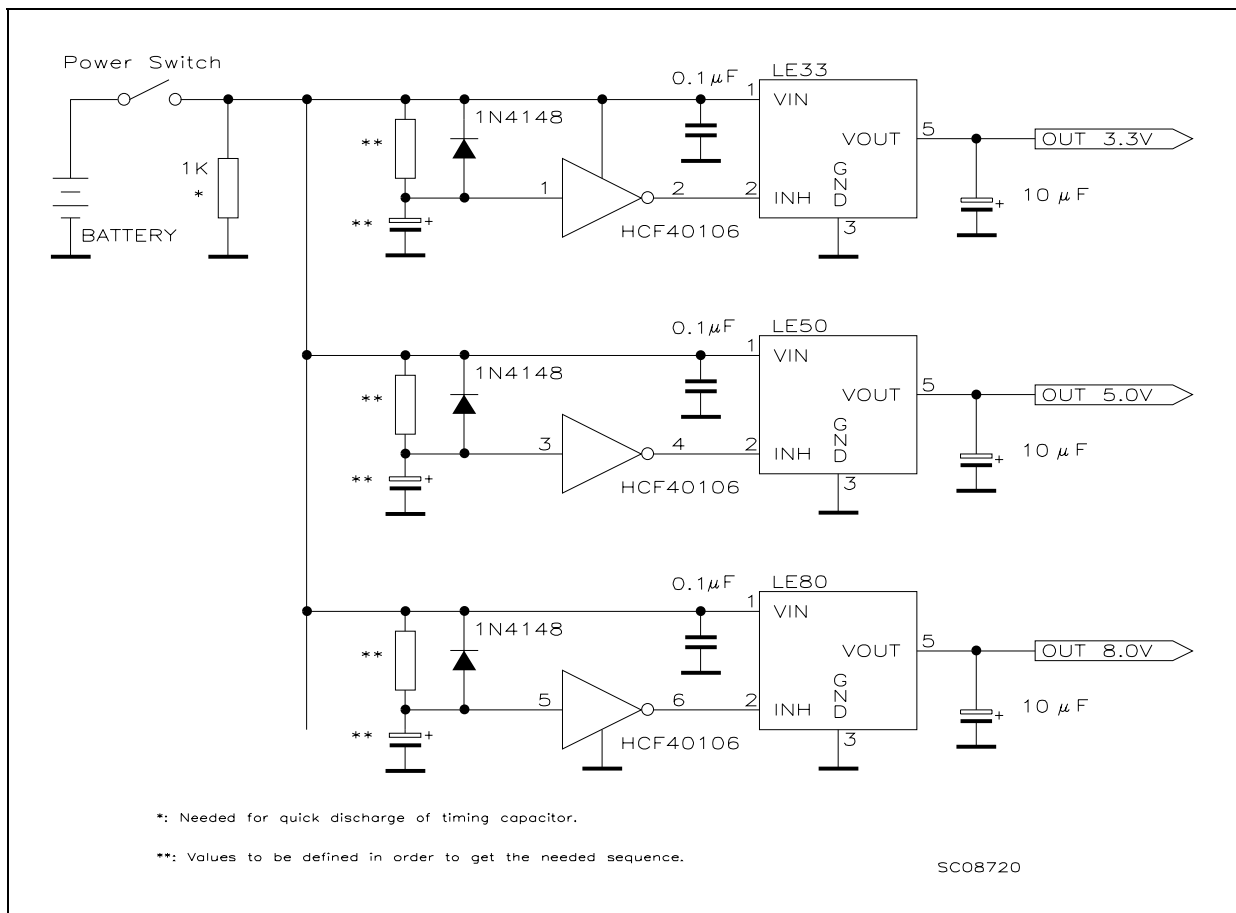 Power Switch
BATTERY
1K
*
**
**
1N4148
1
2
HCF40106
0.1μF
LE33
1
VIN
2
INH
VOUT
5
GND
3
OUT 3.3V
+
10 μF
+
**
**
1N4148
3
4
HCF40106
0.1μF
LE50
1
VIN
2
INH
VOUT
5
GND
3
OUT 5.0V
+
10 μF
+
**
**
1N4148
5
6
HCF40106
0.1μF
LE80
1
VIN
2
INH
VOUT
5
GND
3
OUT 8.0V
+
10 μF
+
*: Needed for quick discharge of timing capacitor.
**: Values to be defined in order to get the needed sequence.
SC08720